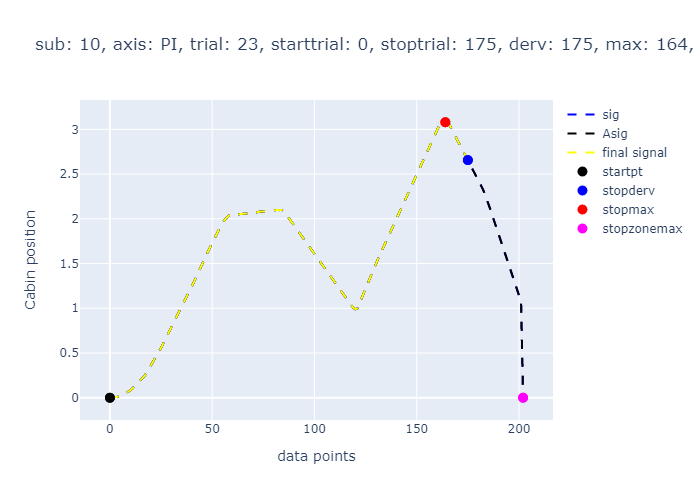 sub: 10, axis: PI, trial: 23, starttrial: 0, stoptrial: 175, derv: 175, max: 164,
3
2.5
2
1.5
1
0.5
0
0
50
100
150
200
Cabin position
data points
sig
Asig
final signal
startpt
stopderv
stopmax
stopzonemax